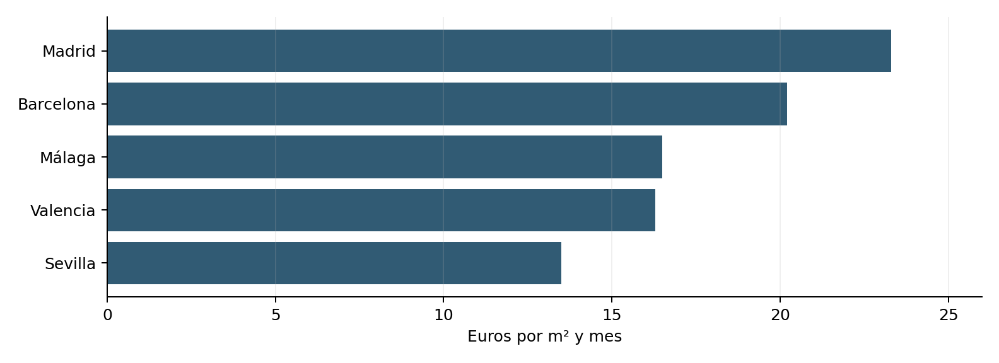 Madrid
Barcelona
Málaga
Valencia
Sevilla
0 5 10 15 20 25
Euros por m² y mes